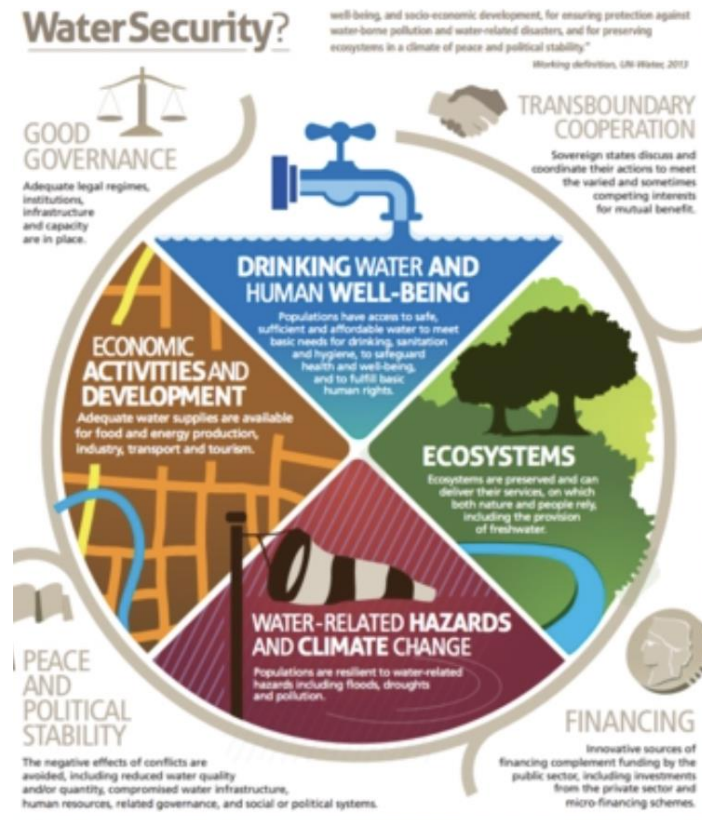 Water Security?
well-being, and socio-economic development, for ensuring protection against
water-borne pollution and water-related disasters, and for preserving
ecosystems in a climate of peace and political stability."
Working definition, UN-Water, 2013
GOOD
GOVERNANCE
Adequate legal regimes,
institutions,
infrastructure
and capacity
are in place.
TRANSBOUNDARY
COOPERATION
Sovereign states discuss and
coordinate their actions to meet
the varied and sometimes
competing interests
for mutual benefit.
DRINKING WATER AND
HUMAN WELL-BEING
Populations have access to safe,
sufficient and affordable water to meet
basic needs for drinking, sanitation
and hygiene, to safeguard
health and well-being,
and to fulfill basic
human rights.
ECONOMIC
ACTIVITIES AND
DEVELOPMENT
Adequate water supplies are available
for food and energy production,
industry, transport and tourism.
ECOSYSTEMS
Ecosystems are preserved and can
deliver their services, on which
both nature and people rely,
including the provision
of freshwater.
WATER-RELATED HAZARDS
AND CLIMATE CHANGE
Populations are resilient to water-related
hazards including floods, droughts
and pollution.
PEACE
AND
POLITICAL
STABILITY
The negative effects of conflicts are
avoided, including reduced water quality
and/or quantity, compromised water infrastructure,
human resources, related governance, and social or political systems.
FINANCING
Innovative sources of
financing complement funding by the
public sector, including investments
from the private sector and
micro-financing schemes.